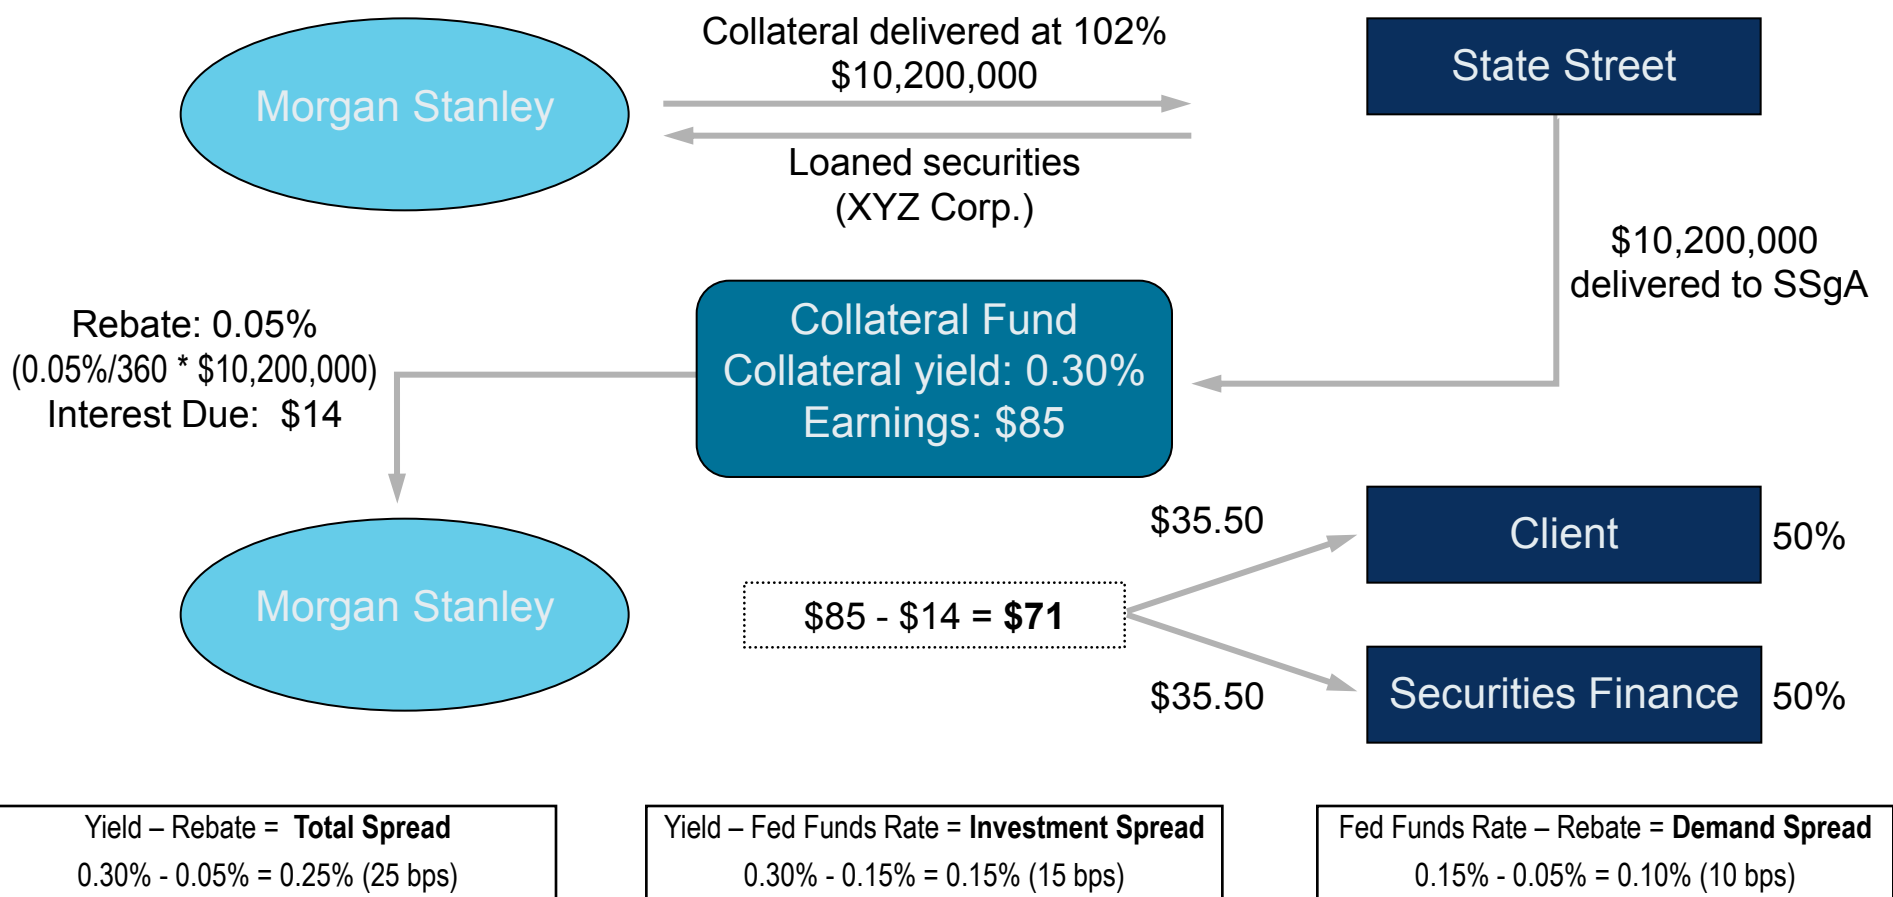 Collateral delivered at 102%
$10,200,000
Morgan Stanley
State Street
Loaned securities
(XYZ Corp.)
$10,200,000
delivered to SSgA
Rebate: 0.05%
(0.05%/360 * $10,200,000)
Interest Due:  $14
Collateral Fund
Collateral yield: 0.30%
Earnings: $85
Morgan Stanley
$85 - $14 = $71
$35.50
Client
50%
$35.50
Securities Finance
50%
Yield – Rebate =  Total Spread
0.30% - 0.05% = 0.25% (25 bps)
Yield – Fed Funds Rate = Investment Spread
0.30% - 0.15% = 0.15% (15 bps)
Fed Funds Rate – Rebate = Demand Spread
0.15% - 0.05% = 0.10% (10 bps)